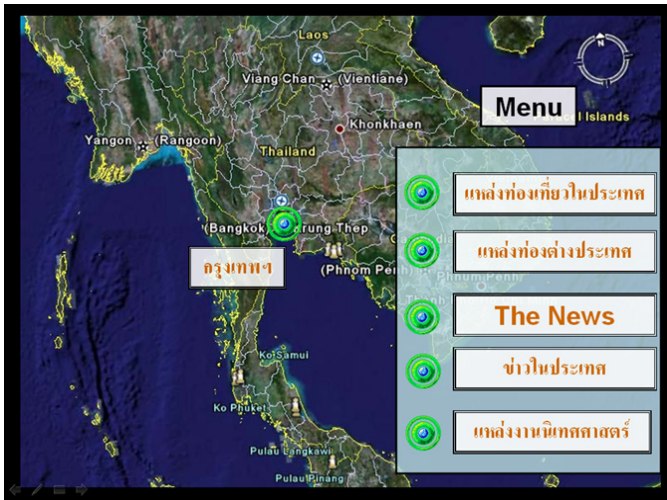 Laos
N
Viang Chan (Vientiane)
Menu
Paracel Islands
Khonkhaen
Yangon (Rangoon)
Thailand
แหล่งท่องเที่ยวในประเทศ
(Bangkok) Krung Thep
กรุงเทพฯ
แหล่งท่องต่างประเทศ
(Phnom Penh)
Phnum Penh
The News
Ko Samui
ข่าวในประเทศ
Ko Phuket
แหล่งงานนิเทศศาสตร์
Pulau Langkawi
Pulau Pinang